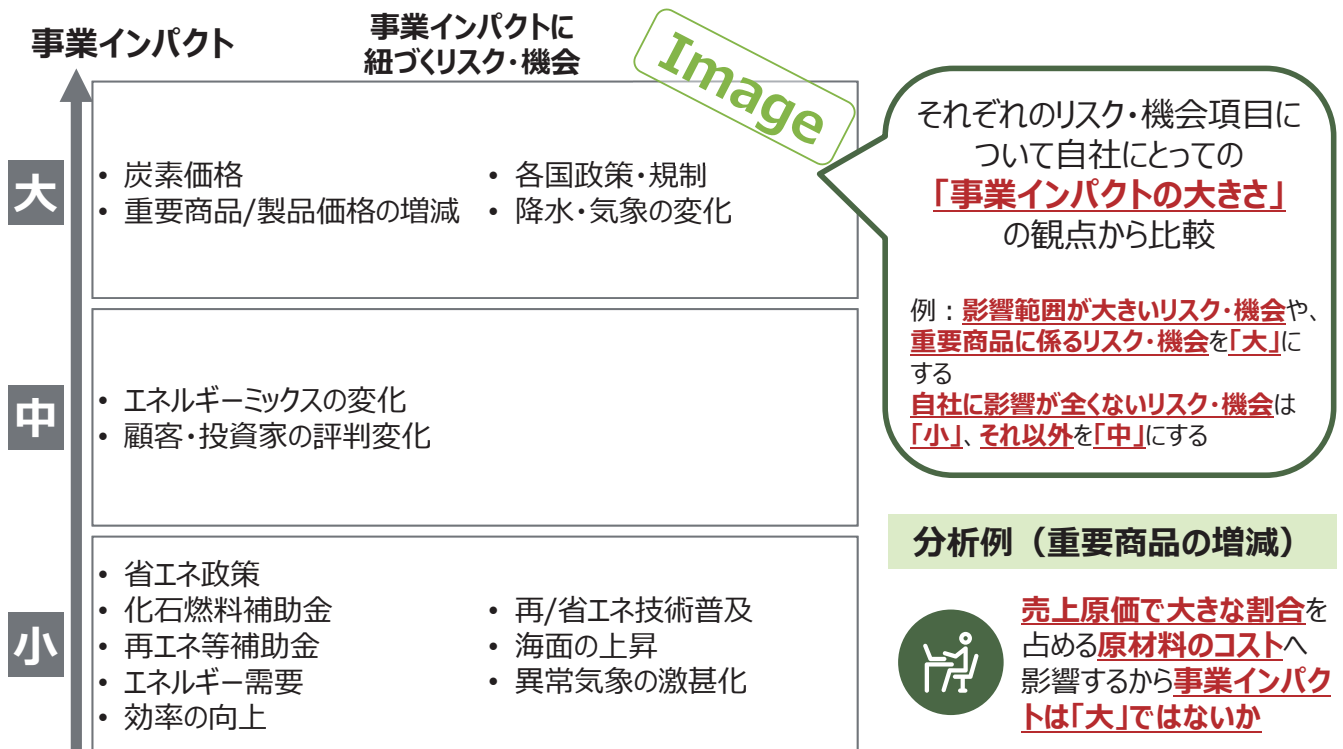 事業インパクト
事業インパクトに
紐づくリスク・機会
Image
大
• 炭素価格
• 重要商品/製品価格の増減
• 各国政策・規制
• 降水・気象の変化
中
• エネルギーミックスの変化
• 顧客・投資家の評判変化
小
• 省エネ政策
• 化石燃料補助金
• 再エネ等補助金
• エネルギー需要
• 効率の向上
• 再/省エネ技術普及
• 海面の上昇
• 異常気象の激甚化
それぞれのリスク・機会項目に
ついて自社にとっての
「事業インパクトの大きさ」
の観点から比較
例：影響範囲が大きいリスク・機会や、
重要商品に係るリスク・機会を「大」に
する
自社に影響が全くないリスク・機会は
「小」、それ以外を「中」にする
分析例（重要商品の増減）
売上原価で大きな割合を
占める原材料のコストへ
影響するから事業インパク
トは「大」ではないか